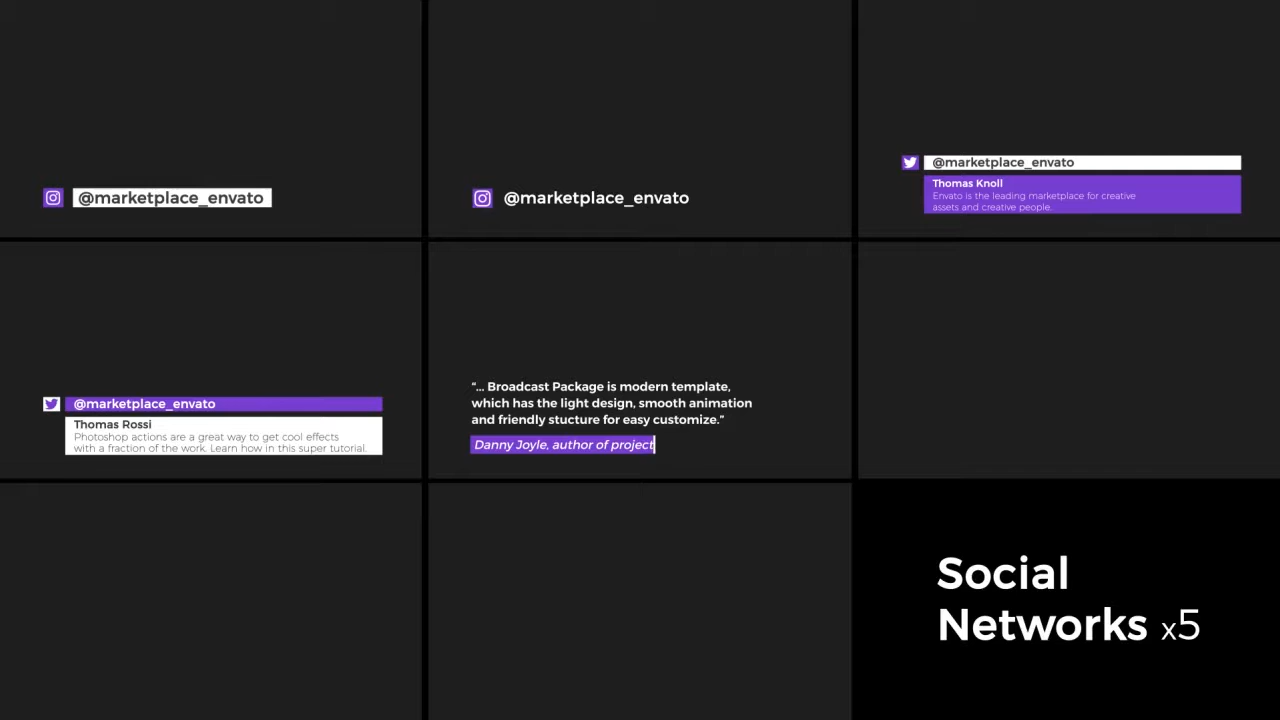 @marketplace_envato
@marketplace_envato
@marketplace_envato
Thomas Knoll
Envato is the leading marketplace for creative
assets and creative people.
@marketplace_envato
Thomas Rossi
Photoshop actions are a great way to get cool effects
with a fraction of the work. Learn how in this super tutorial.
“... Broadcast Package is modern template,
which has the light design, smooth animation
and friendly stucture for easy customize.”
Danny Joyle, author of project
Social
Networks x5